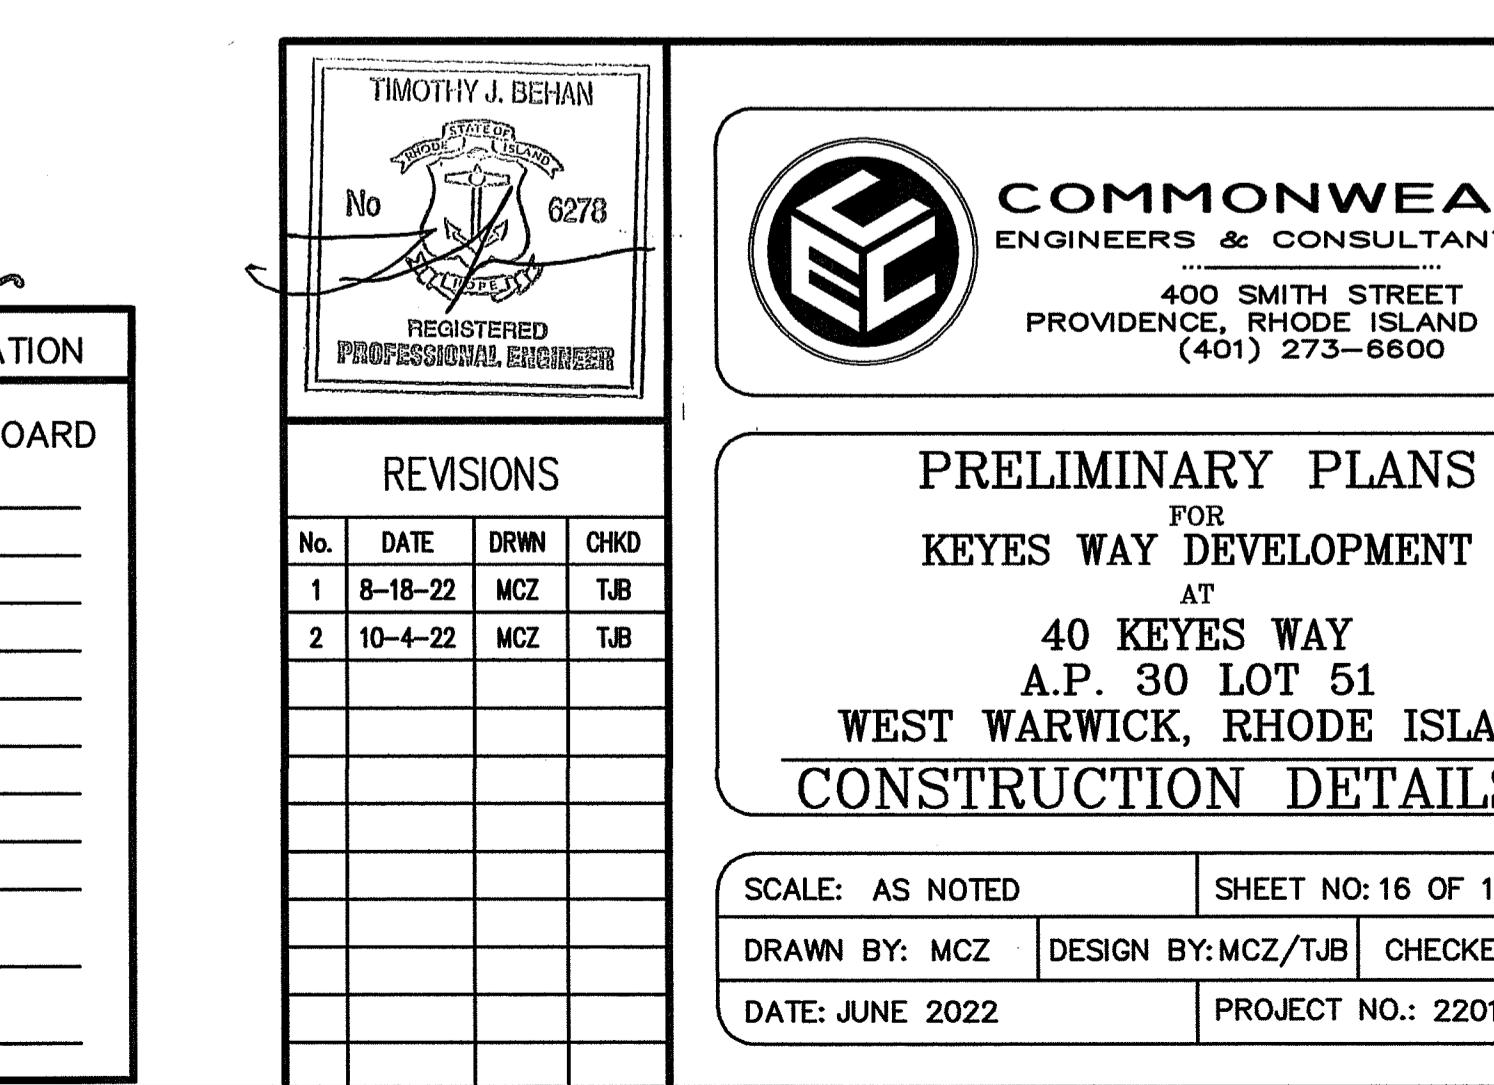 ATION
OARD
TIMOTHY J. BEHAN
STATE OF
RHODE ISLAND
No 6278
HOPE
REGISTERED
PROFESSIONAL ENGINEER
REVISIONS
No. DATE DRWN CHKD
1 8-18-22 MCZ TJB
2 10-4-22 MCZ TJB
CEC
COMMONWEA
ENGINEERS & CONSULTAN
400 SMITH STREET
PROVIDENCE, RHODE ISLAND
(401) 273-6600
PRELIMINARY PLANS
FOR
KEYES WAY DEVELOPMENT
AT
40 KEYES WAY
A.P. 30 LOT 51
WEST WARWICK, RHODE ISLA
CONSTRUCTION DETAILS
SCALE: AS NOTED SHEET NO: 16 OF 1
DRAWN BY: MCZ DESIGN BY: MCZ/TJB CHECKE
DATE: JUNE 2022 PROJECT NO.: 2201